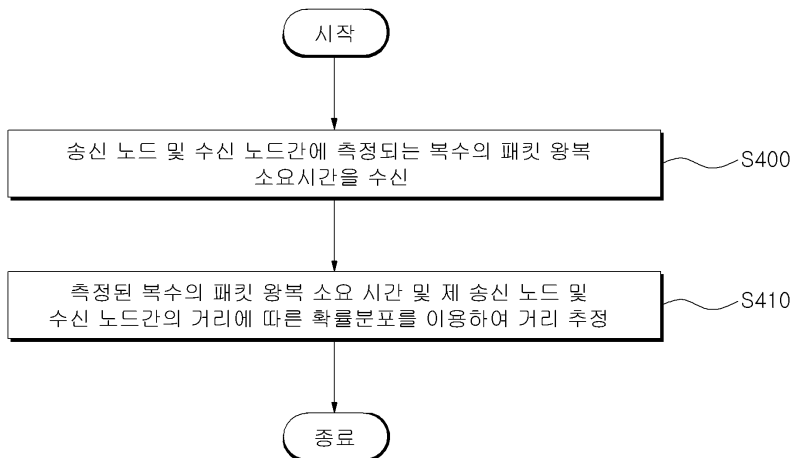 시작
송신 노드 및 수신 노드간에 측정되는 복수의 패킷 왕복
소요시간을 수신
S400
측정된 복수의 패킷 왕복 소요 시간 및 제 송신 노드 및
수신 노드간의 거리에 따른 확률분포를 이용하여 거리 추정
S410
종료